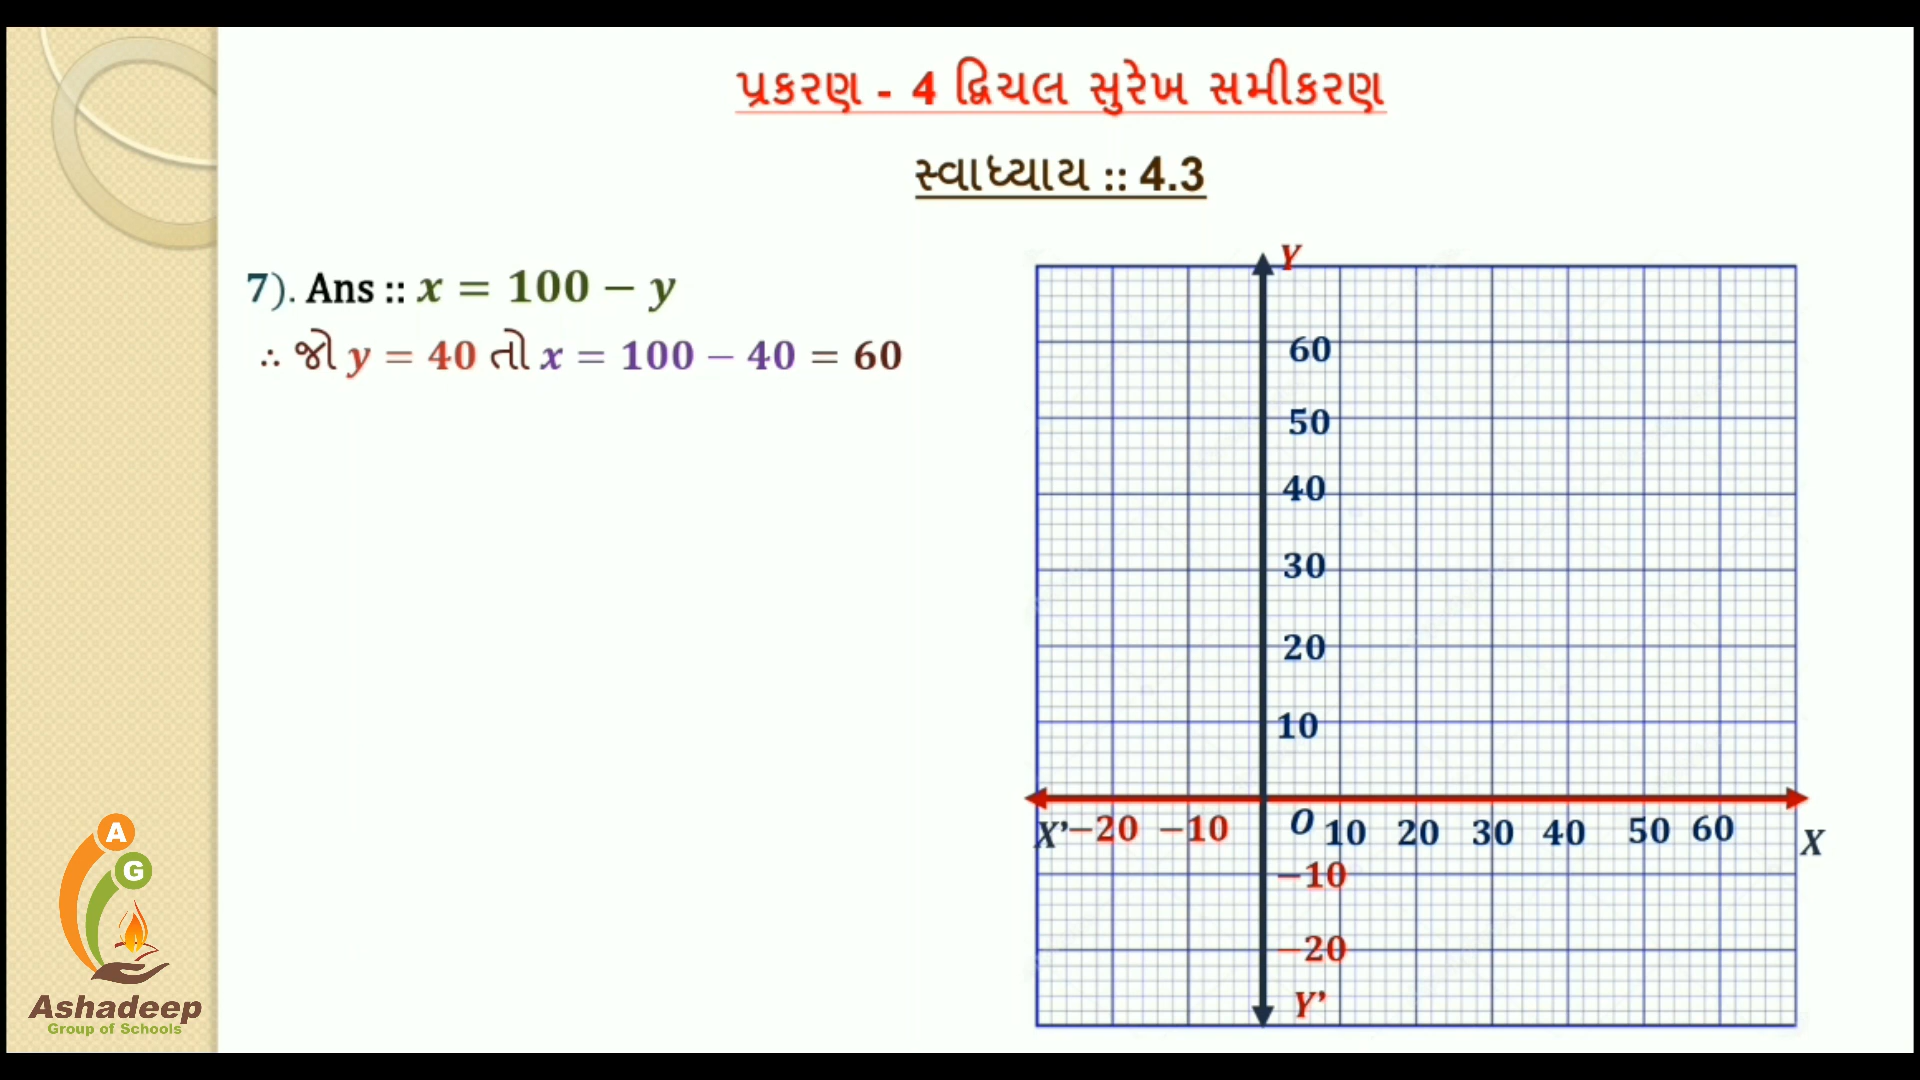 પ્રકરણ - 4 દ્વિચલ સુરેખ સમીકરણ
સ્વાધ્યાય :: 4.3
7). Ans :: x = 100 − y
∴ જો y = 40 તો x = 100 − 40 = 60
Y
60
50
40
30
20
10
X’ −20 −10 O 10 20 30 40 50 60 X
−10
−20
Y’
A
G
Ashadeep
Group of Schools